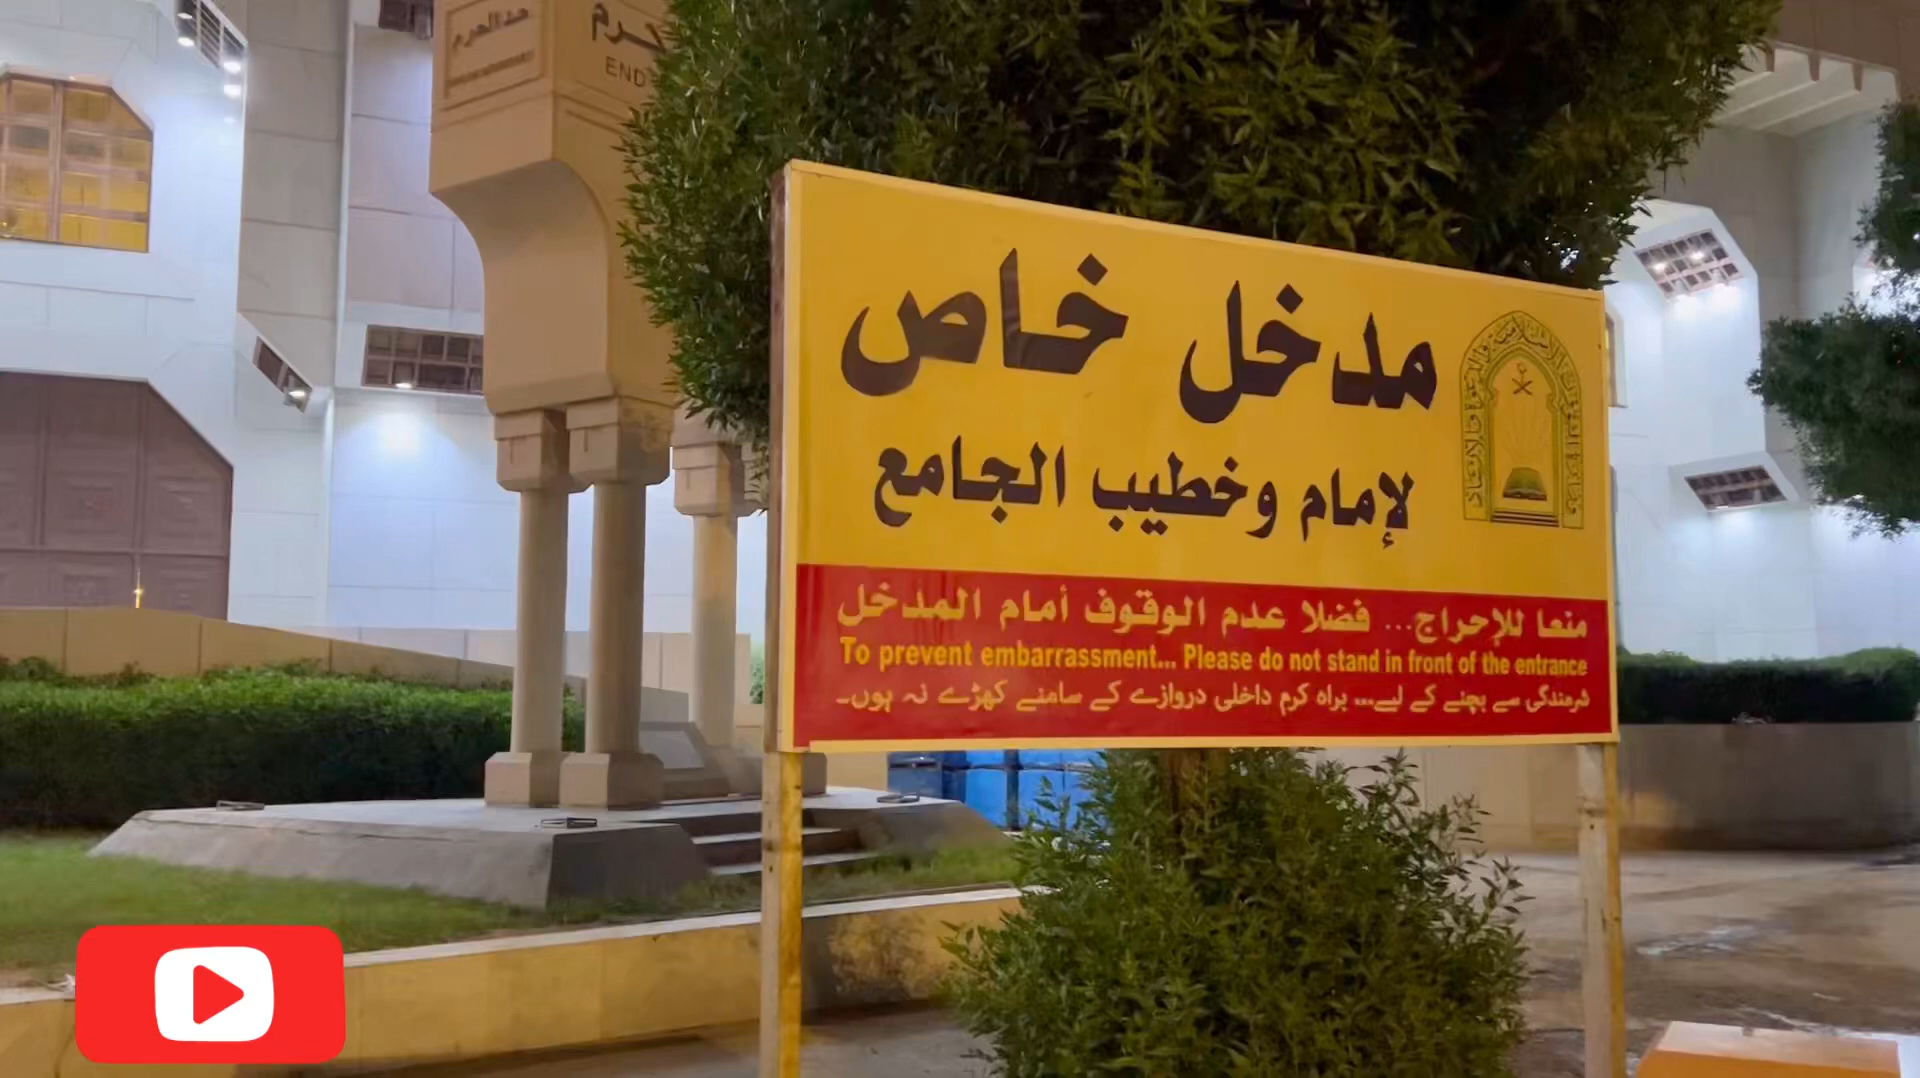 حد الحرم
حرم
END
مدخل خاص
لإمام وخطيب الجامع
منعا للإحراج... فضلا عدم الوقوف أمام المدخل
To prevent embarrassment... Please do not stand in front of the entrance
شرمندگی سے بچنے کے لیے... براہ کرم داخلی دروازے کے سامنے کھڑے نہ ہوں۔